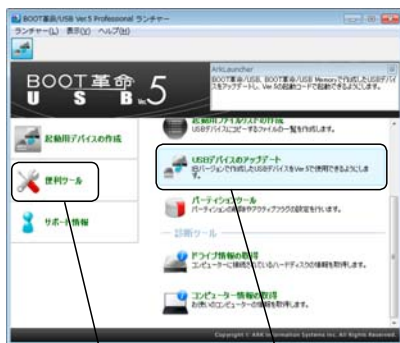 BOOT革命/USB Ver.5 Professional ランチャー
ランチャー(L) 表示(V) ヘルプ(H)
BOOT革命
U S B Ver.5
ArkLauncher
BOOT革命/USB、BOOT革命/USB Memoryで作成したUSBデバイスをアップデートし、Ver.5の起動コードで起動できるようにします。
起動用デバイスの作成
便利ツール
サポート情報
起動用ファイルリストの作成
USBデバイスにコピーするファイルの一覧を作成します。
USBデバイスのアップデート
旧バージョンで作成したUSBデバイスをVer.5で使用できるようにします。
パーティションツール
パーティションの削除やアクティブフラグの設定を行います。
診断ツール
ドライブ情報の取得
コンピューターに接続されているハードディスクの情報を取得します。
コンピューター情報の取得
お使いのコンピューターの情報を取得します。
Copyright © ARK Information Systems Inc. All Rights Reserved.